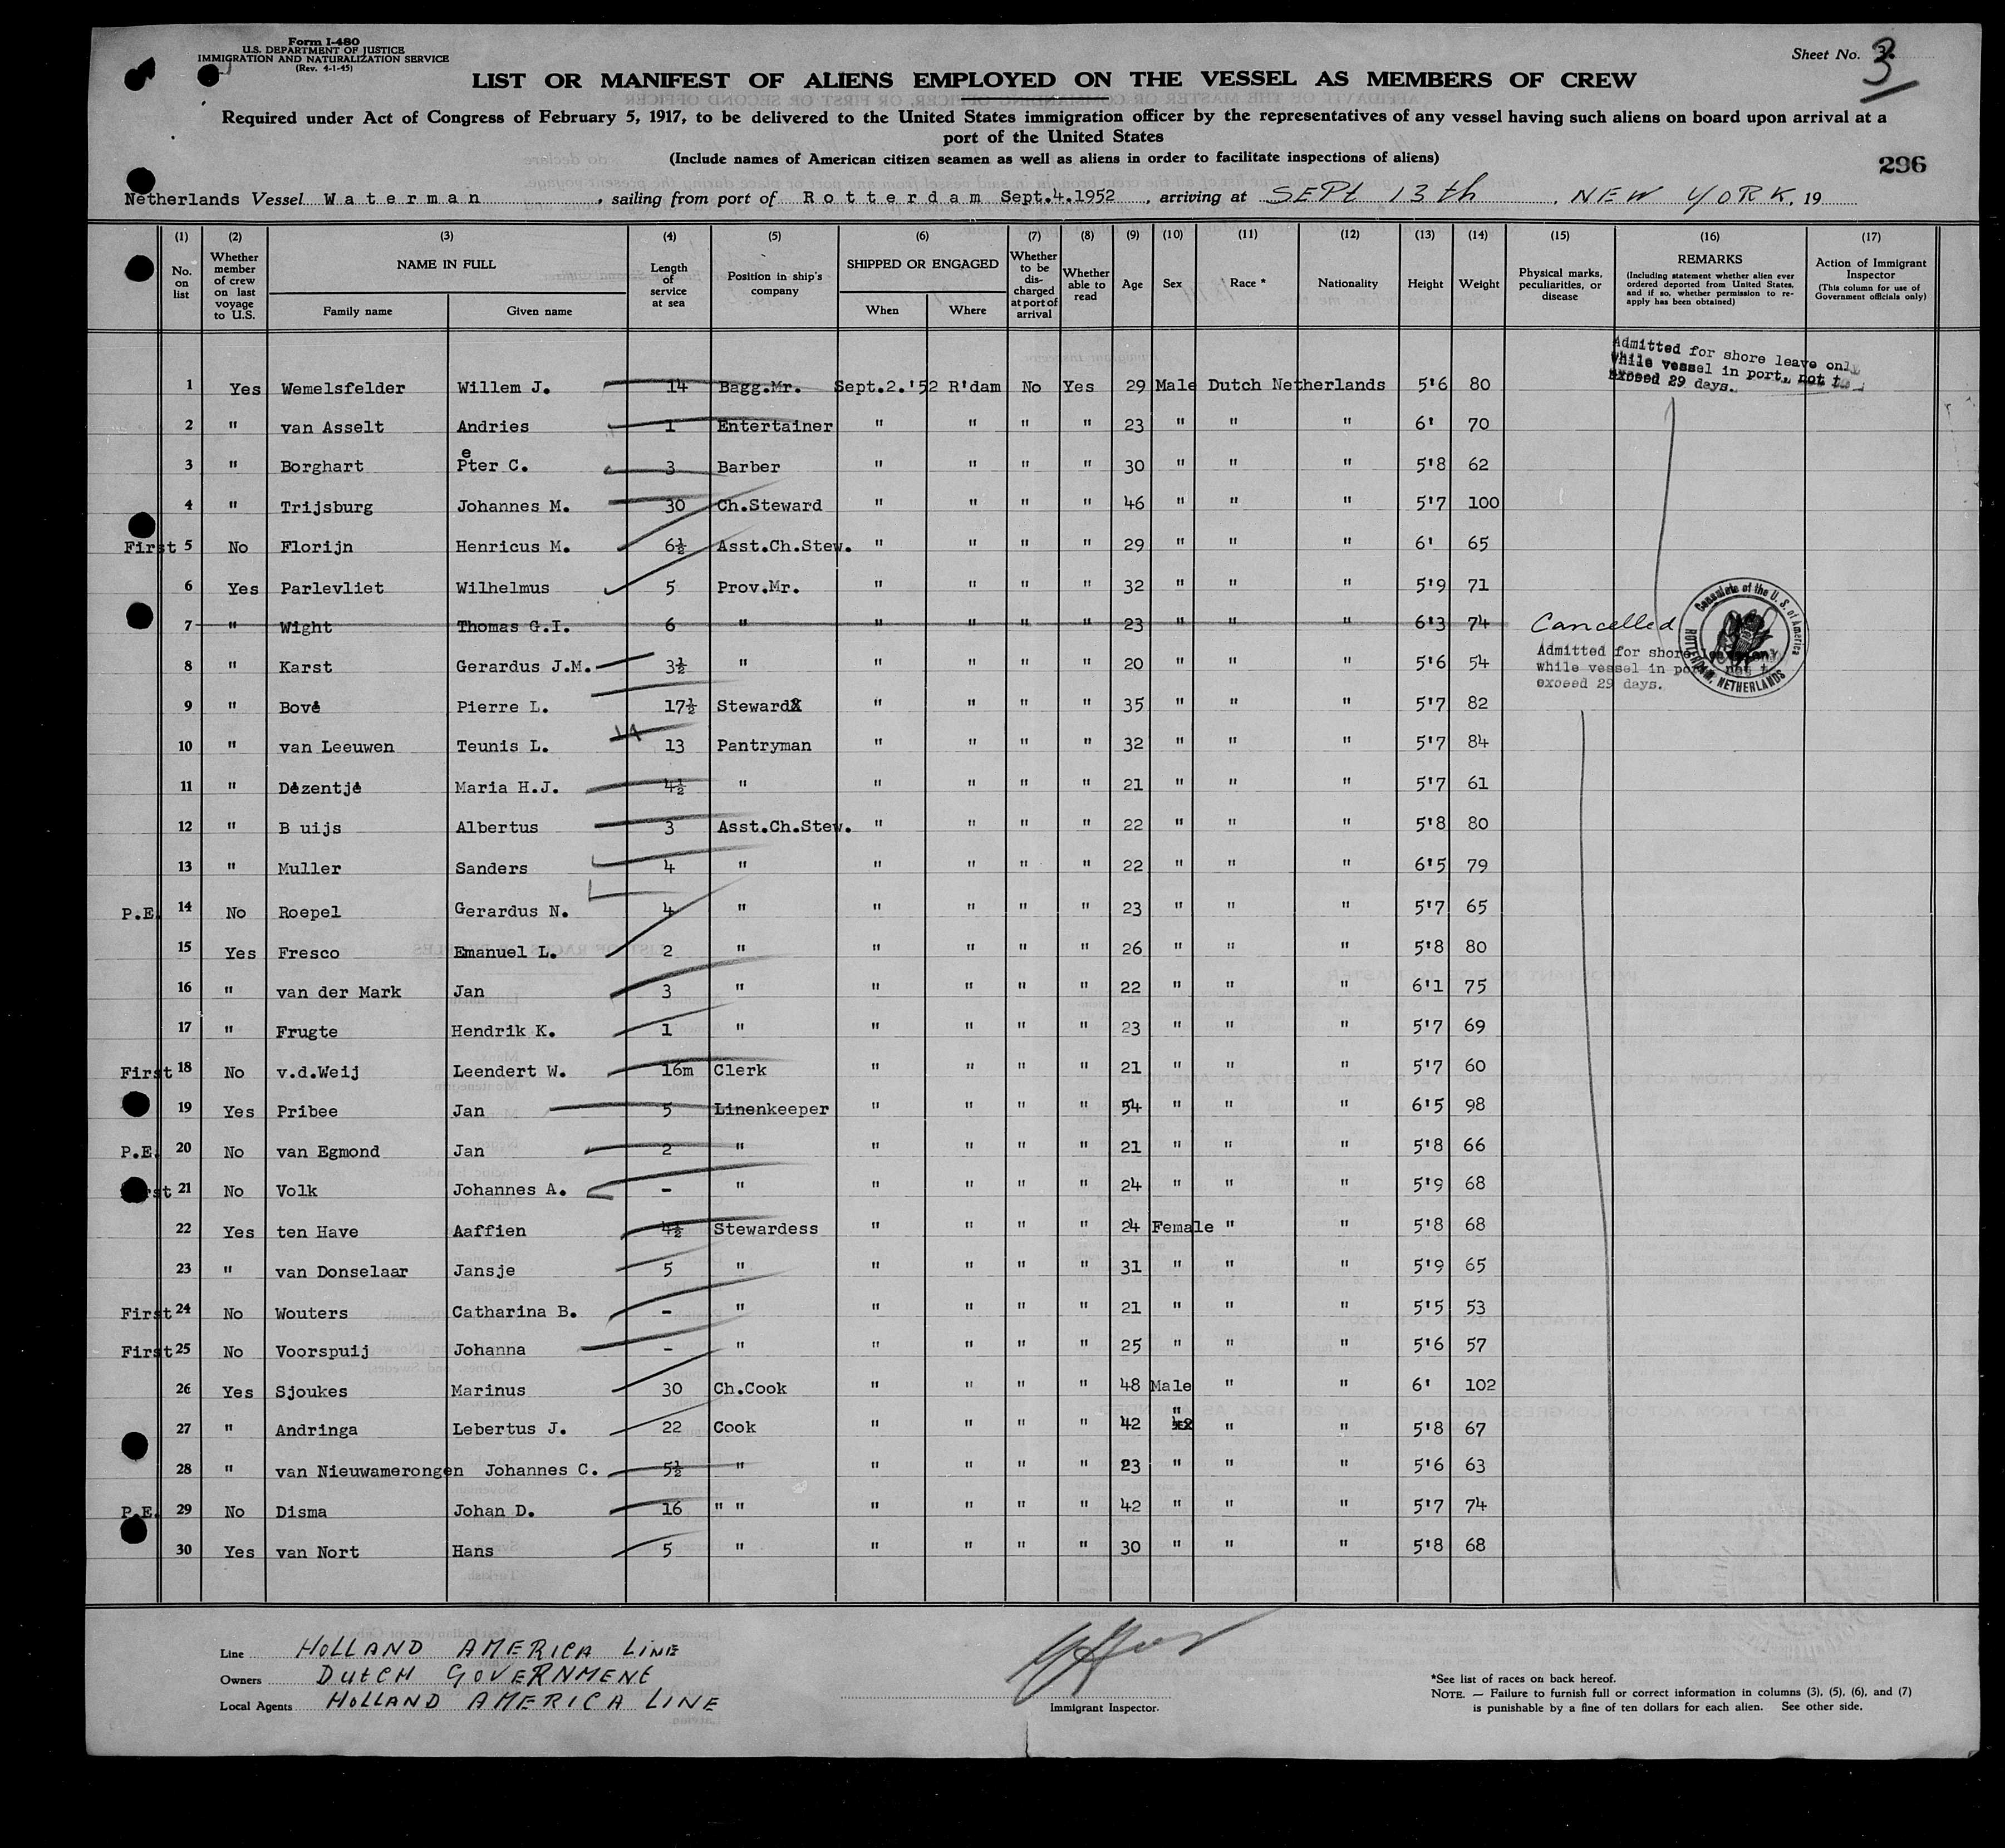 Form I-480
U.S. DEPARTMENT OF JUSTICE
IMMIGRATION AND NATURALIZATION SERVICE
(Rev. 4-1-45)
Sheet No. 3
LIST OR MANIFEST OF ALIENS EMPLOYED ON THE VESSEL AS MEMBERS OF CREW
Required under Act of Congress of February 5, 1917, to be delivered to the United States immigration officer by the representatives of any vessel having such aliens on board upon arrival at a
port of the United States
(Include names of American citizen seamen as well as aliens in order to facilitate inspections of aliens)
296
Netherlands Vessel Waterman, sailing from port of Rotterdam Sept.4.1952, arriving at SEPt 13th, NEW YORK, 19
(1) (2) (3) (4) (5) (6) (7) (8) (9) (10) (11) (12) (13) (14) (15) (16) (17)
No. on list
Whether member of crew on last voyage to U.S.
NAME IN FULL
Family name
Given name
Length of service at sea
Position in ship's company
SHIPPED OR ENGAGED
When
Where
Whether to be discharged at port of arrival
Whether able to read
Age
Sex
Race *
Nationality
Height
Weight
Physical marks, peculiarities, or disease
REMARKS
(Including statement whether alien ever ordered deported from United States, and if so, whether permission to re-apply has been obtained)
Action of Immigrant Inspector
(This column for use of Government officials only)
Admitted for shore leave only
while vessel in port, not t
exceed 29 days.
1 Yes Wemelsfelder Willem J. 14 Bagg.Mr. Sept.2.'52 R'dam No Yes 29 Male Dutch Netherlands 5'6 80
2 " van Asselt Andries 1 Entertainer " " " " 23 " " " 6' 70
3 " Borghart Peter C. 3 Barber " " " " 30 " " " 5'8 62
4 " Trijsburg Johannes M. 30 Ch.Steward " " " " 46 " " " 5'7 100
First 5 No Florijn Henricus M. 6½ Asst.Ch.Stew. " " " " 29 " " " 6' 65
6 Yes Parlevliet Wilhelmus 5 Prov.Mr. " " " " 32 " " " 5'9 71
7 " Wight Thomas G.I. 6 " " " " " 23 " " " 6'3 74 Cancelled
Consulate of the U. S. of America
ROTTERDAM, NETHERLANDS
8 " Karst Gerardus J.M. 3½ " " " " " 20 " " " 5'6 54
Admitted for shore leave only
while vessel in port, not t
exceed 29 days.
9 " Bové Pierre L. 17½ Steward " " " " 35 " " " 5'7 82
10 " van Leeuwen Teunis L. 13 Pantryman " " " " 32 " " " 5'7 84
11 " Dézentjé Maria H.J. 4½ " " " " " 21 " " " 5'7 61
12 " B uijs Albertus 3 Asst.Ch.Stew. " " " " 22 " " " 5'8 80
13 " Muller Sanders 4 " " " " " 22 " " " 6'5 79
P.E. 14 No Roepel Gerardus N. 4 " " " " " 23 " " " 5'7 65
15 Yes Fresco Emanuel L. 2 " " " " " 26 " " " 5'8 80
16 " van der Mark Jan 3 " " " " " 22 " " " 6'1 75
17 " Frugte Hendrik K. 1 " " " " " 23 " " " 5'7 69
First 18 No v.d.Weij Leendert W. 16m Clerk " " " " 21 " " " 5'7 60
19 Yes Pribee Jan 5 Linenkeeper " " " " 54 " " " 6'5 98
P.E. 20 No van Egmond Jan 2 " " " " " 21 " " " 5'8 66
First 21 No Volk Johannes A. - " " " " " 24 " " " 5'9 68
22 Yes ten Have Aaffien 4½ Stewardess " " " " 24 Female " " 5'8 68
23 " van Donselaar Jansje 5 " " " " " 31 " " " 5'9 65
First 24 No Wouters Catharina B. - " " " " " 21 " " " 5'5 53
First 25 No Voorspuij Johanna - " " " " " 25 " " " 5'6 57
26 Yes Sjoukes Marinus 30 Ch.Cook " " " " 48 Male " " 6' 102
27 " Andringa Lebertus J. 22 Cook " " " " 42 " " " 5'8 67
28 " van Nieuwamerongen Johannes C. 5½ " " " " " 23 " " " 5'6 63
P.E. 29 No Disma Johan D. 16 " " " " " " 42 " " " 5'7 74
30 Yes van Nort Hans 5 " " " " " 30 " " " 5'8 68
Line HOLLAND AMERICA LINE
Owners DUtCH GOVERNMENt
Local Agents HOLLAND AMERICA LINE
Immigrant Inspector.
*See list of races on back hereof.
NOTE. — Failure to furnish full or correct information in columns (3), (5), (6), and (7)
is punishable by a fine of ten dollars for each alien. See other side.